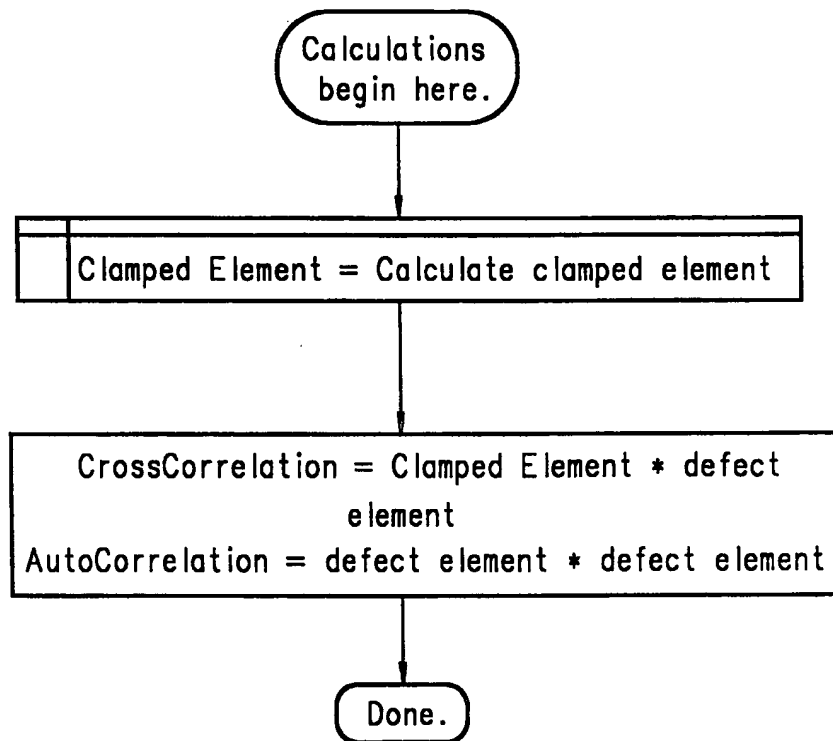 Calculations
begin here.
Clamped Element = Calculate clamped element
CrossCorrelation = Clamped Element * defect
element
AutoCorrelation = defect element * defect element
Done.